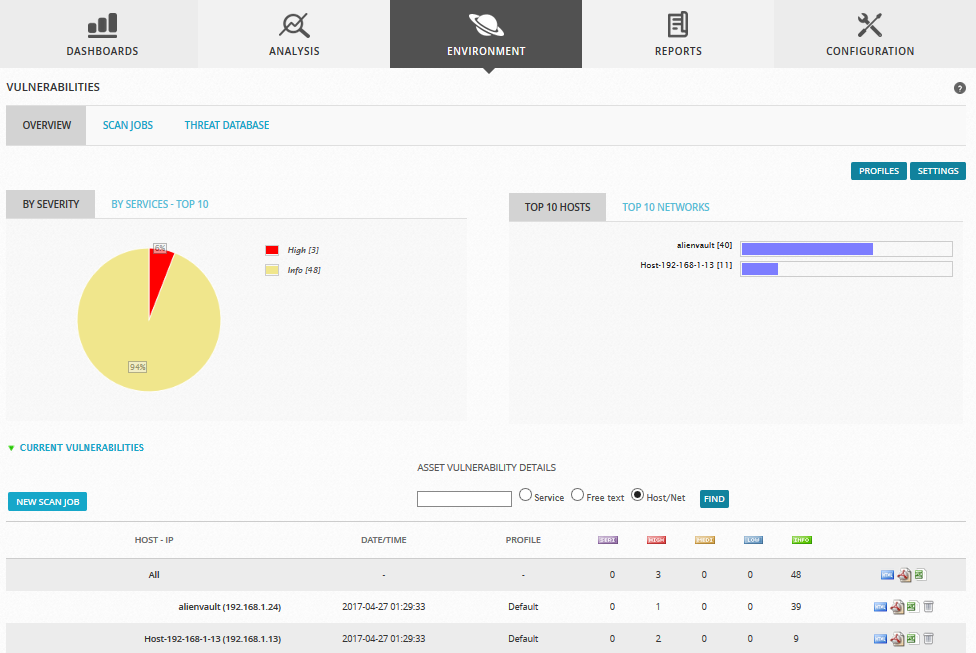 DASHBOARDS ANALYSIS ENVIRONMENT REPORTS CONFIGURATION
VULNERABILITIES ?
OVERVIEW SCAN JOBS THREAT DATABASE
PROFILES SETTINGS
BY SEVERITY BY SERVICES - TOP 10
6%
High [3]
Info [48]
94%
TOP 10 HOSTS TOP 10 NETWORKS
alienvault [40]
Host-192-168-1-13 [11]
CURRENT VULNERABILITIES
ASSET VULNERABILITY DETAILS
NEW SCAN JOB Service Free text Host/Net FIND
HOST - IP DATE/TIME PROFILE SERI HIGH MEDI LOW INFO
All - - 0 3 0 0 48
alienvault (192.168.1.24) 2017-04-27 01:29:33 Default 0 1 0 0 39
Host-192-168-1-13 (192.168.1.13) 2017-04-27 01:29:33 Default 0 2 0 0 9